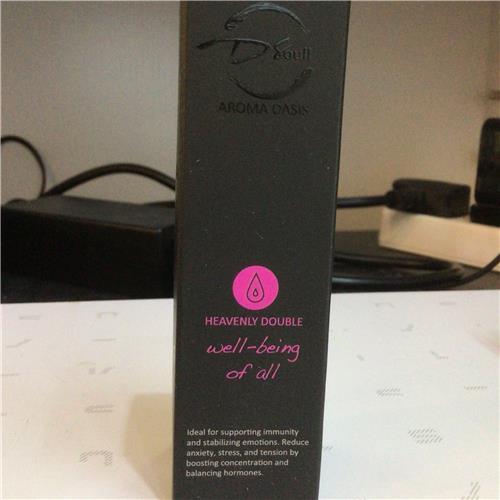 AROMA OASIS
HEAVENLY DOUBLE
well-being
of all
Ideal for supporting immunity
and stabilizing emotions. Reduce
anxiety, stress, and tension by
boosting concentration and
balancing hormones.